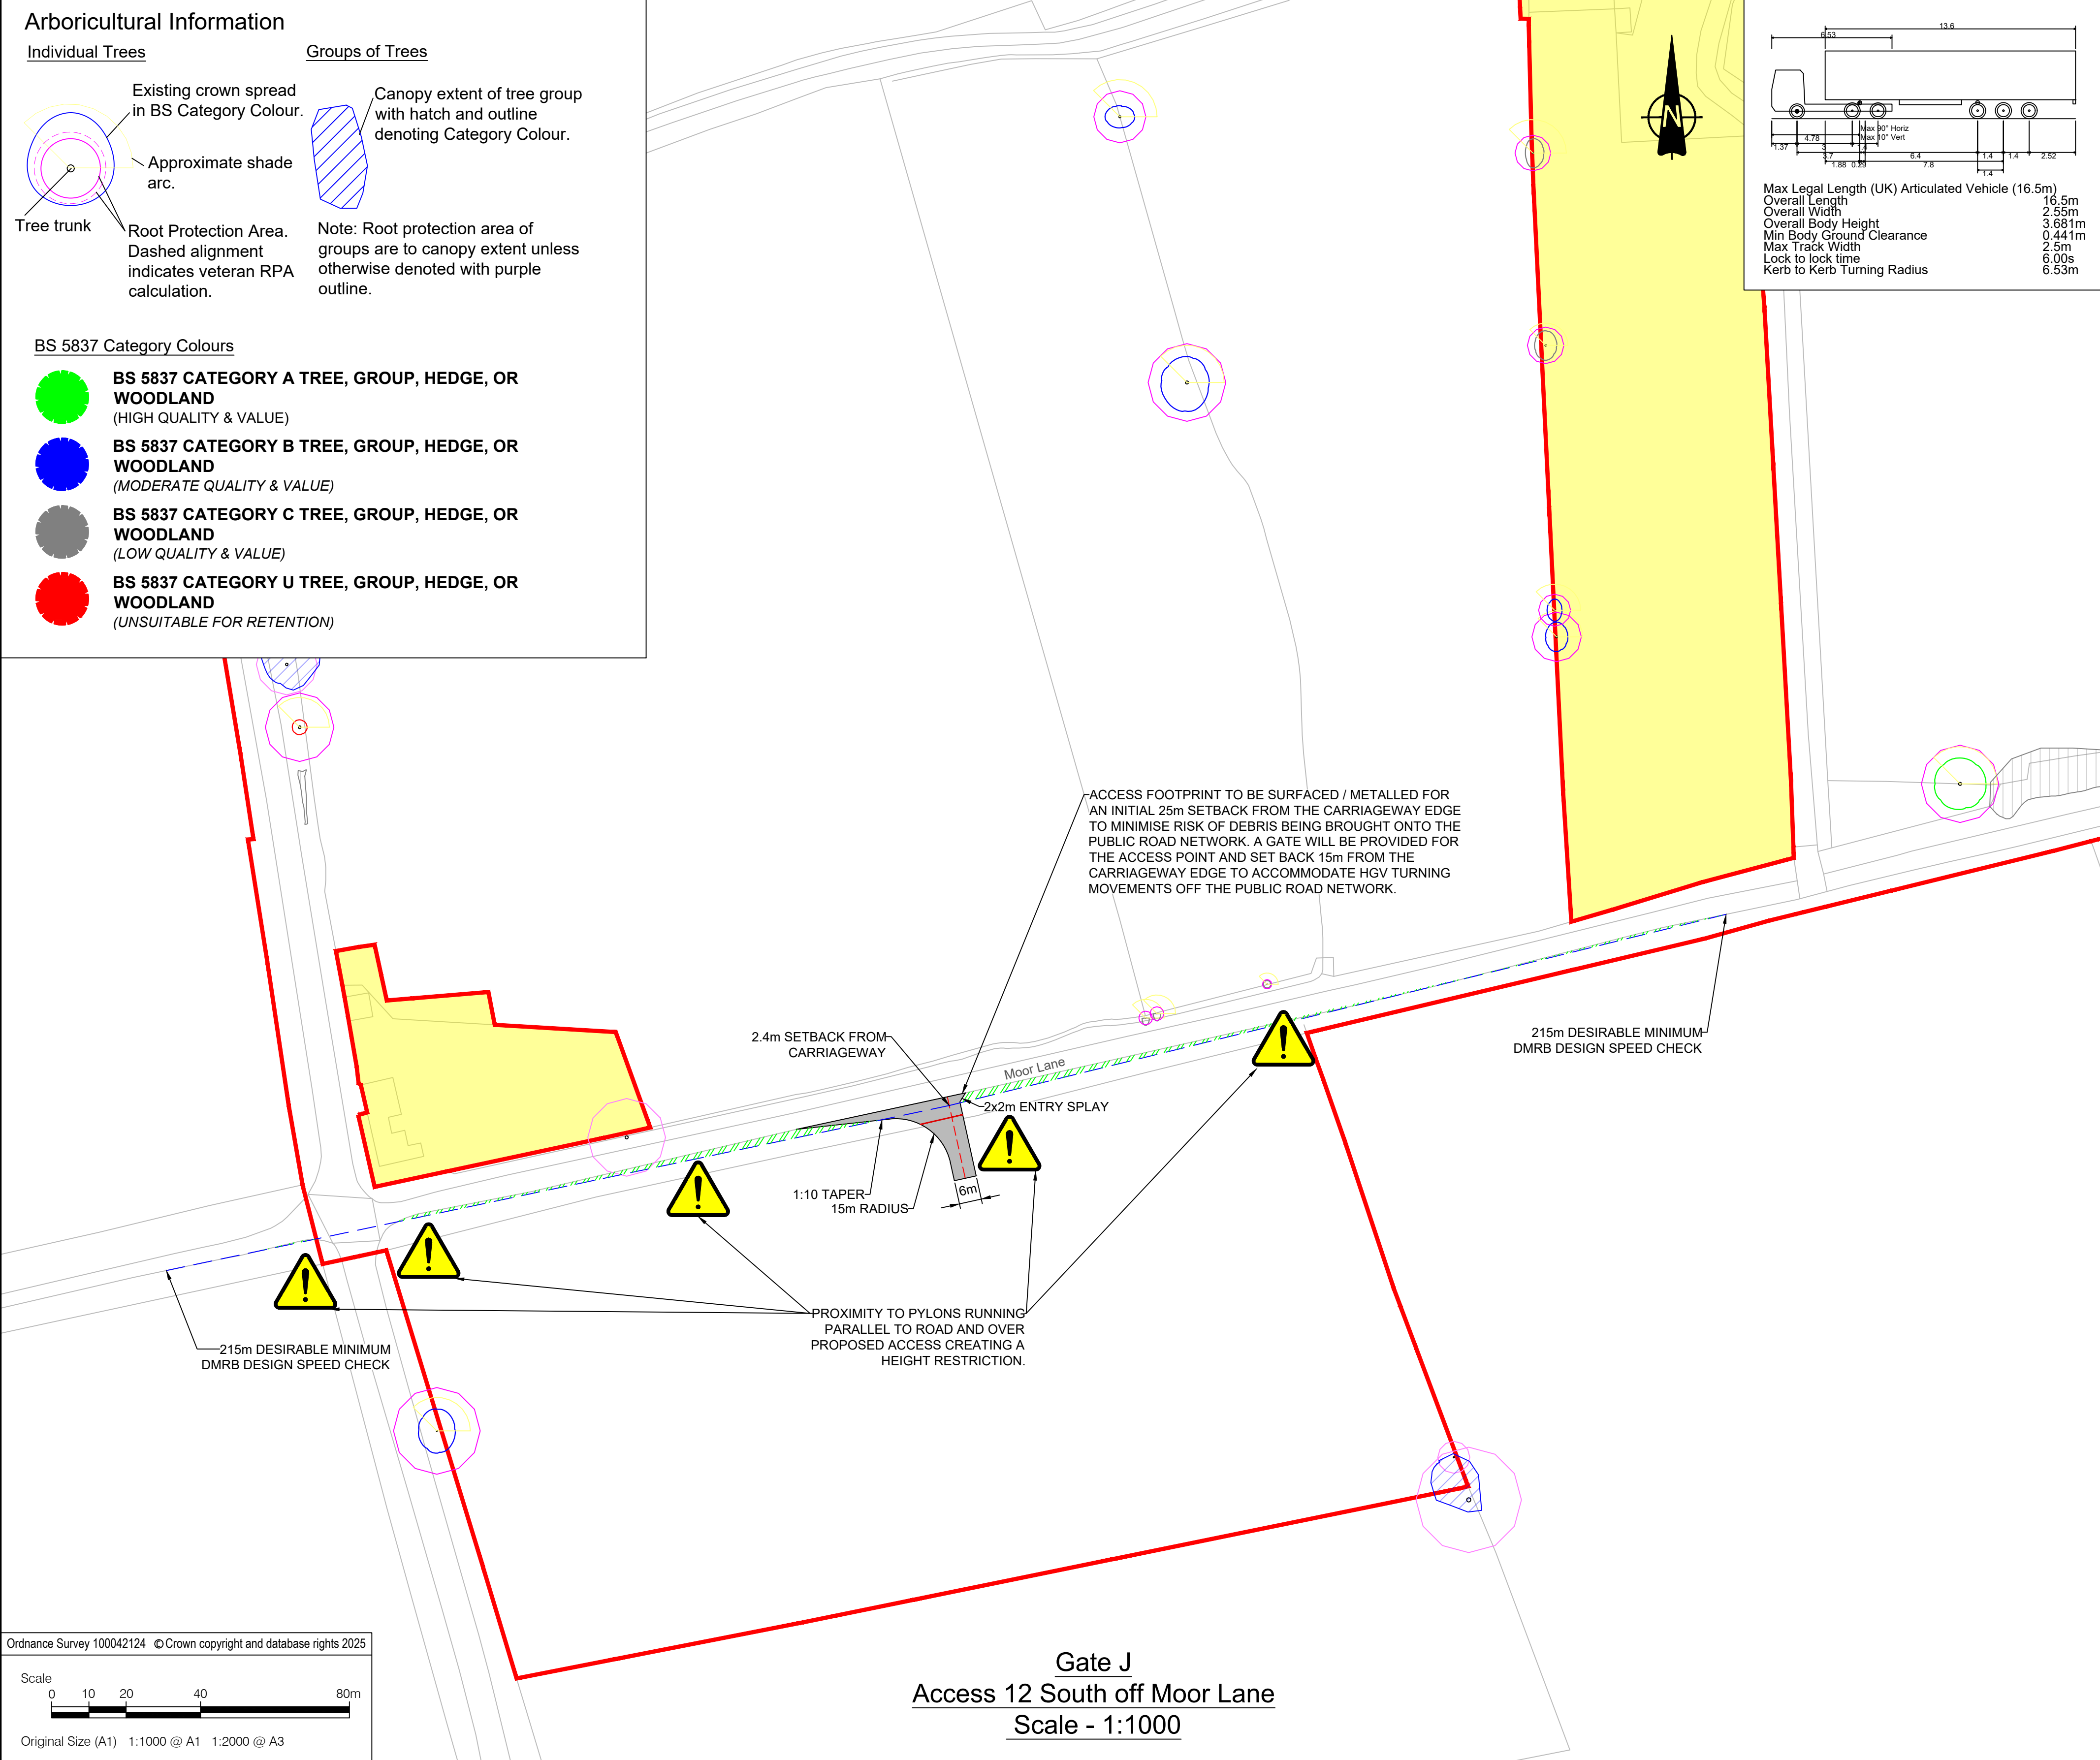 Arboricultural Information
Individual Trees
Groups of Trees
Existing crown spread
in BS Category Colour.
Approximate shade
arc.
Tree trunk
Root Protection Area.
Dashed alignment
indicates veteran RPA
calculation.
Canopy extent of tree group
with hatch and outline
denoting Category Colour.
Note: Root protection area of
groups are to canopy extent unless
otherwise denoted with purple
outline.
BS 5837 Category Colours
BS 5837 CATEGORY A TREE, GROUP, HEDGE, OR
WOODLAND
(HIGH QUALITY & VALUE)
BS 5837 CATEGORY B TREE, GROUP, HEDGE, OR
WOODLAND
(MODERATE QUALITY & VALUE)
BS 5837 CATEGORY C TREE, GROUP, HEDGE, OR
WOODLAND
(LOW QUALITY & VALUE)
BS 5837 CATEGORY U TREE, GROUP, HEDGE, OR
WOODLAND
(UNSUITABLE FOR RETENTION)
N
13.6
6.53
Max 90° Horiz
Max 10° Vert
4.78
1.37
3.7
6.4
1.4
1.4
2.52
1.88
7.8
1.4
Max Legal Length (UK) Articulated Vehicle (16.5m)
Overall Length 16.5m
Overall Width 2.55m
Overall Body Height 3.681m
Min Body Ground Clearance 0.441m
Max Track Width 2.5m
Lock to lock time 6.00s
Kerb to Kerb Turning Radius 6.53m
ACCESS FOOTPRINT TO BE SURFACED / METALLED FOR
AN INITIAL 25m SETBACK FROM THE CARRIAGEWAY EDGE
TO MINIMISE RISK OF DEBRIS BEING BROUGHT ONTO THE
PUBLIC ROAD NETWORK. A GATE WILL BE PROVIDED FOR
THE ACCESS POINT AND SET BACK 15m FROM THE
CARRIAGEWAY EDGE TO ACCOMMODATE HGV TURNING
MOVEMENTS OFF THE PUBLIC ROAD NETWORK.
2.4m SETBACK FROM
CARRIAGEWAY
Moor Lane
2x2m ENTRY SPLAY
215m DESIRABLE MINIMUM
DMRB DESIGN SPEED CHECK
1:10 TAPER
15m RADIUS
6m
PROXIMITY TO PYLONS RUNNING
PARALLEL TO ROAD AND OVER
PROPOSED ACCESS CREATING A
HEIGHT RESTRICTION.
215m DESIRABLE MINIMUM
DMRB DESIGN SPEED CHECK
Ordnance Survey 100042124 © Crown copyright and database rights 2025
Scale
0 10 20 40 80m
Original Size (A1) 1:1000 @ A1 1:2000 @ A3
Gate J
Access 12 South off Moor Lane
Scale - 1:1000